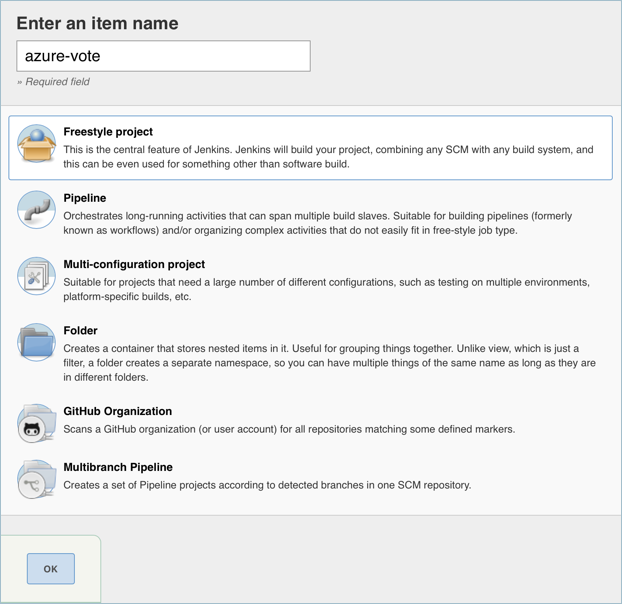 Enter an item name
azure-vote
» Required field
Freestyle project
This is the central feature of Jenkins. Jenkins will build your project, combining any SCM with any build system, and
this can be even used for something other than software build.
Pipeline
Orchestrates long-running activities that can span multiple build slaves. Suitable for building pipelines (formerly
known as workflows) and/or organizing complex activities that do not easily fit in free-style job type.
Multi-configuration project
Suitable for projects that need a large number of different configurations, such as testing on multiple environments,
platform-specific builds, etc.
Folder
Creates a container that stores nested items in it. Useful for grouping things together. Unlike view, which is just a
filter, a folder creates a separate namespace, so you can have multiple things of the same name as long as they are
in different folders.
GitHub Organization
Scans a GitHub organization (or user account) for all repositories matching some defined markers.
Multibranch Pipeline
Creates a set of Pipeline projects according to detected branches in one SCM repository.
OK